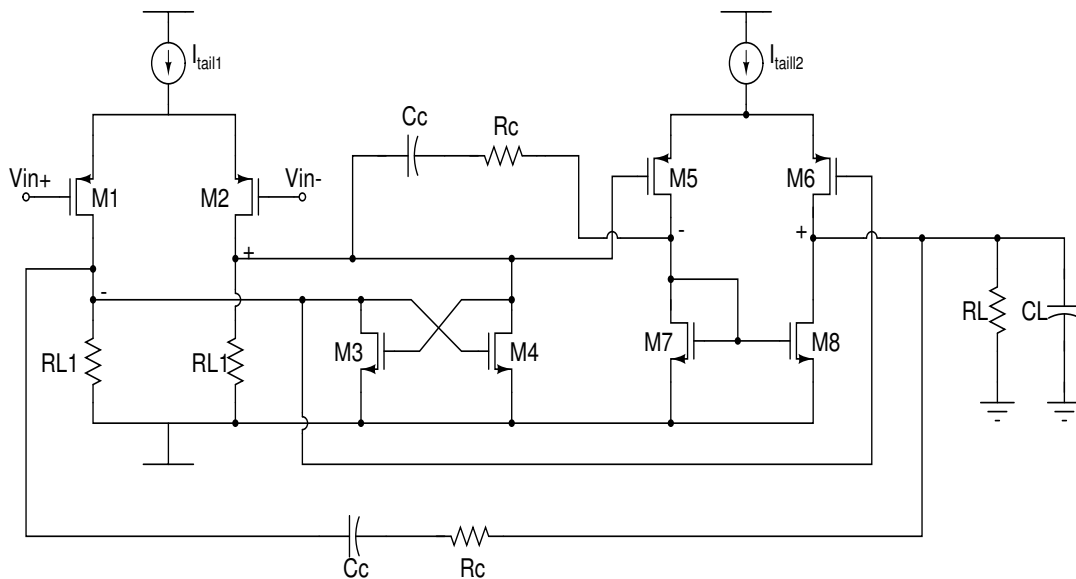 Itail1
Itaill2
Cc
Rc
Vin+
M1
M2
Vin-
M5
M6
+
-
+
-
RL1
RL1
M3
M4
M7
M8
RL
CL
Cc
Rc